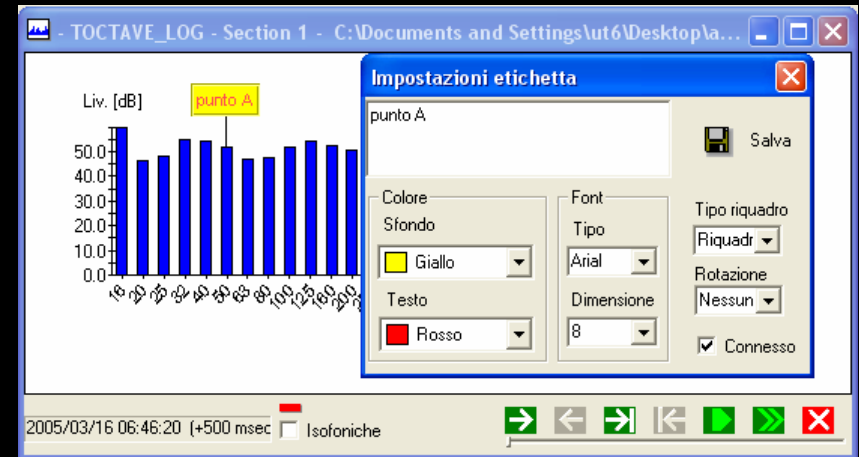 - TOCTAVE_LOG - Section 1 - C:\Documents and Settings\ut6\Desktop\a...
Impostazioni etichetta
punto A
Salva
Colore
Sfondo
Giallo
Testo
Rosso
Font
Tipo
Arial
Dimensione
8
Tipo riquadro
Riquadr
Rotazione
Nessun
Connesso
Liv. [dB]
punto A
50.0
40.0
30.0
20.0
10.0
0.0
16 20 25 32 40 50 63 80 100 125 160 200
2005/03/16 06:46:20 (+500 msec
Isofoniche